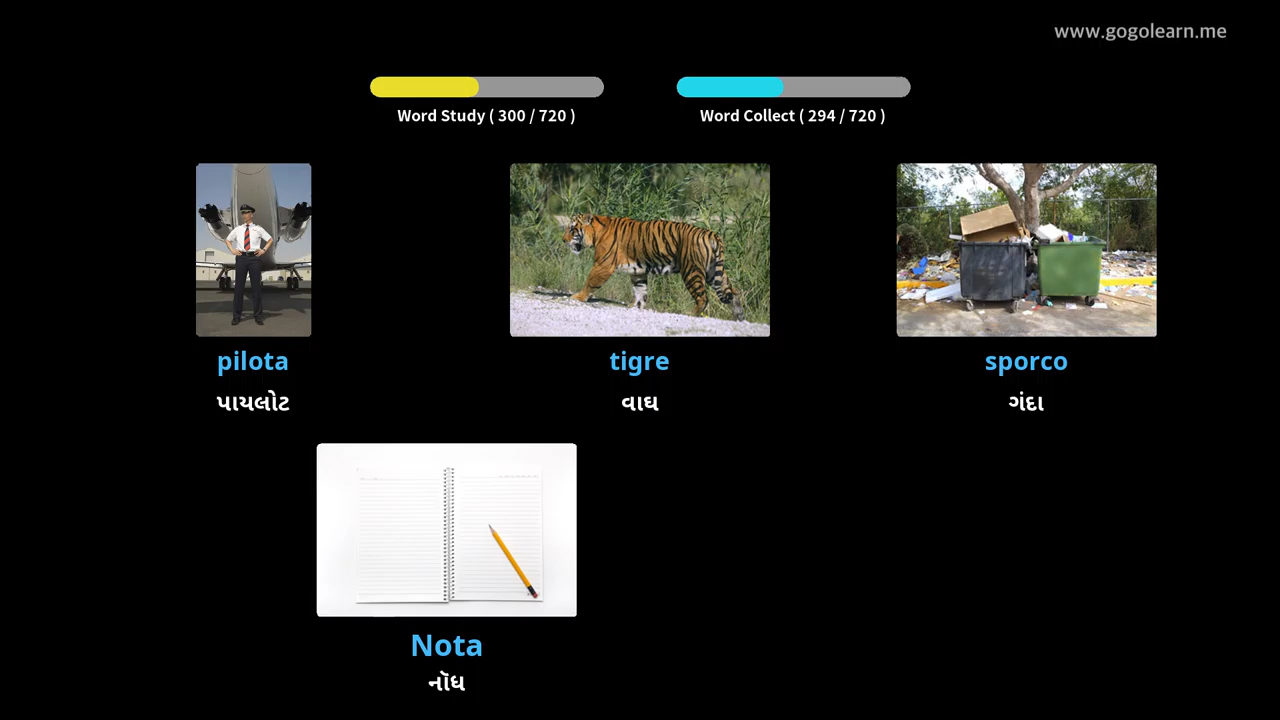 www.gogolearn.me
Word Study ( 300 / 720 )
Word Collect ( 294 / 720 )
pilota
tigre
sporco
પાયલોટ
વાઘ
ગંદા
Nota
નૉધ